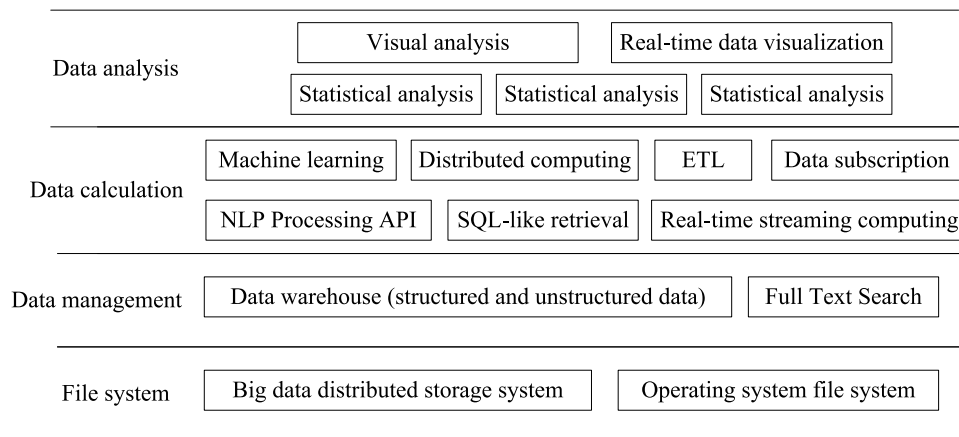 Data analysis
Visual analysis
Real-time data visualization
Statistical analysis
Statistical analysis
Statistical analysis
Data calculation
Machine learning
Distributed computing
ETL
Data subscription
NLP Processing API
SQL-like retrieval
Real-time streaming computing
Data management
Data warehouse (structured and unstructured data)
Full Text Search
File system
Big data distributed storage system
Operating system file system